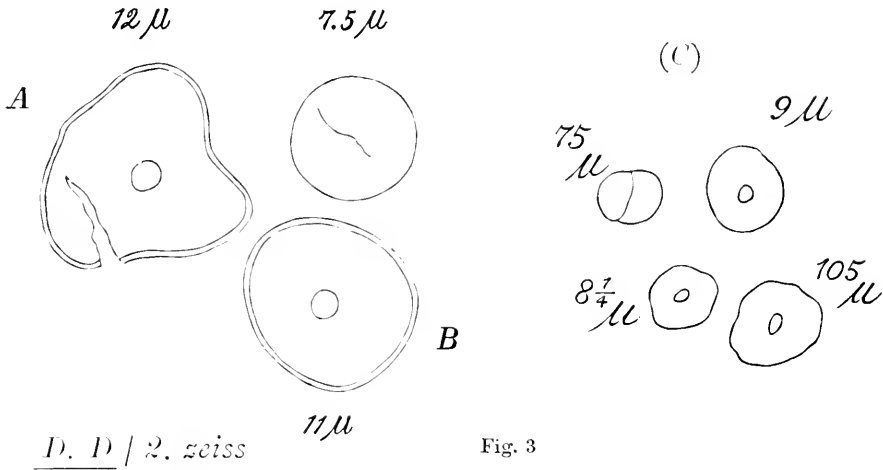 12 µ
7.5 µ
A
(C)
9 µ
75 µ
8 1/4 µ
105 µ
B
11 µ
D. D / 2. zeiss
Fig. 3